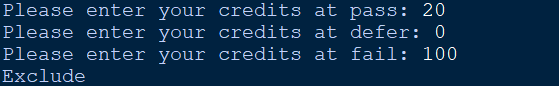 Please enter your credits at pass: 20
Please enter your credits at defer: 0
Please enter your credits at fail: 100
Exclude